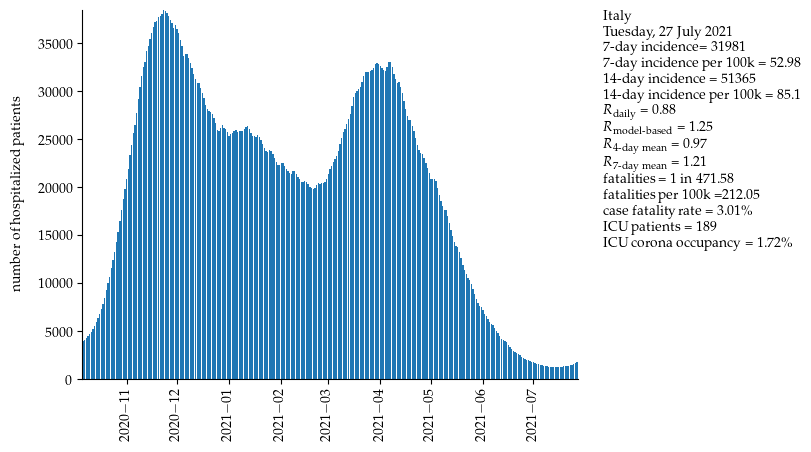 Italy
Tuesday, 27 July 2021
7-day incidence= 31981
7-day incidence per 100k = 52.98
14-day incidence = 51365
14-day incidence per 100k = 85.1
R_daily = 0.88
R_model-based = 1.25
R_4-day mean = 0.97
R_7-day mean = 1.21
fatalities = 1 in 471.58
fatalities per 100k =212.05
case fatality rate = 3.01%
ICU patients = 189
ICU corona occupancy = 1.72%
number of hospitalized patients
35000
30000
25000
20000
15000
10000
5000
0
2020−11
2020−12
2021−01
2021−02
2021−03
2021−04
2021−05
2021−06
2021−07